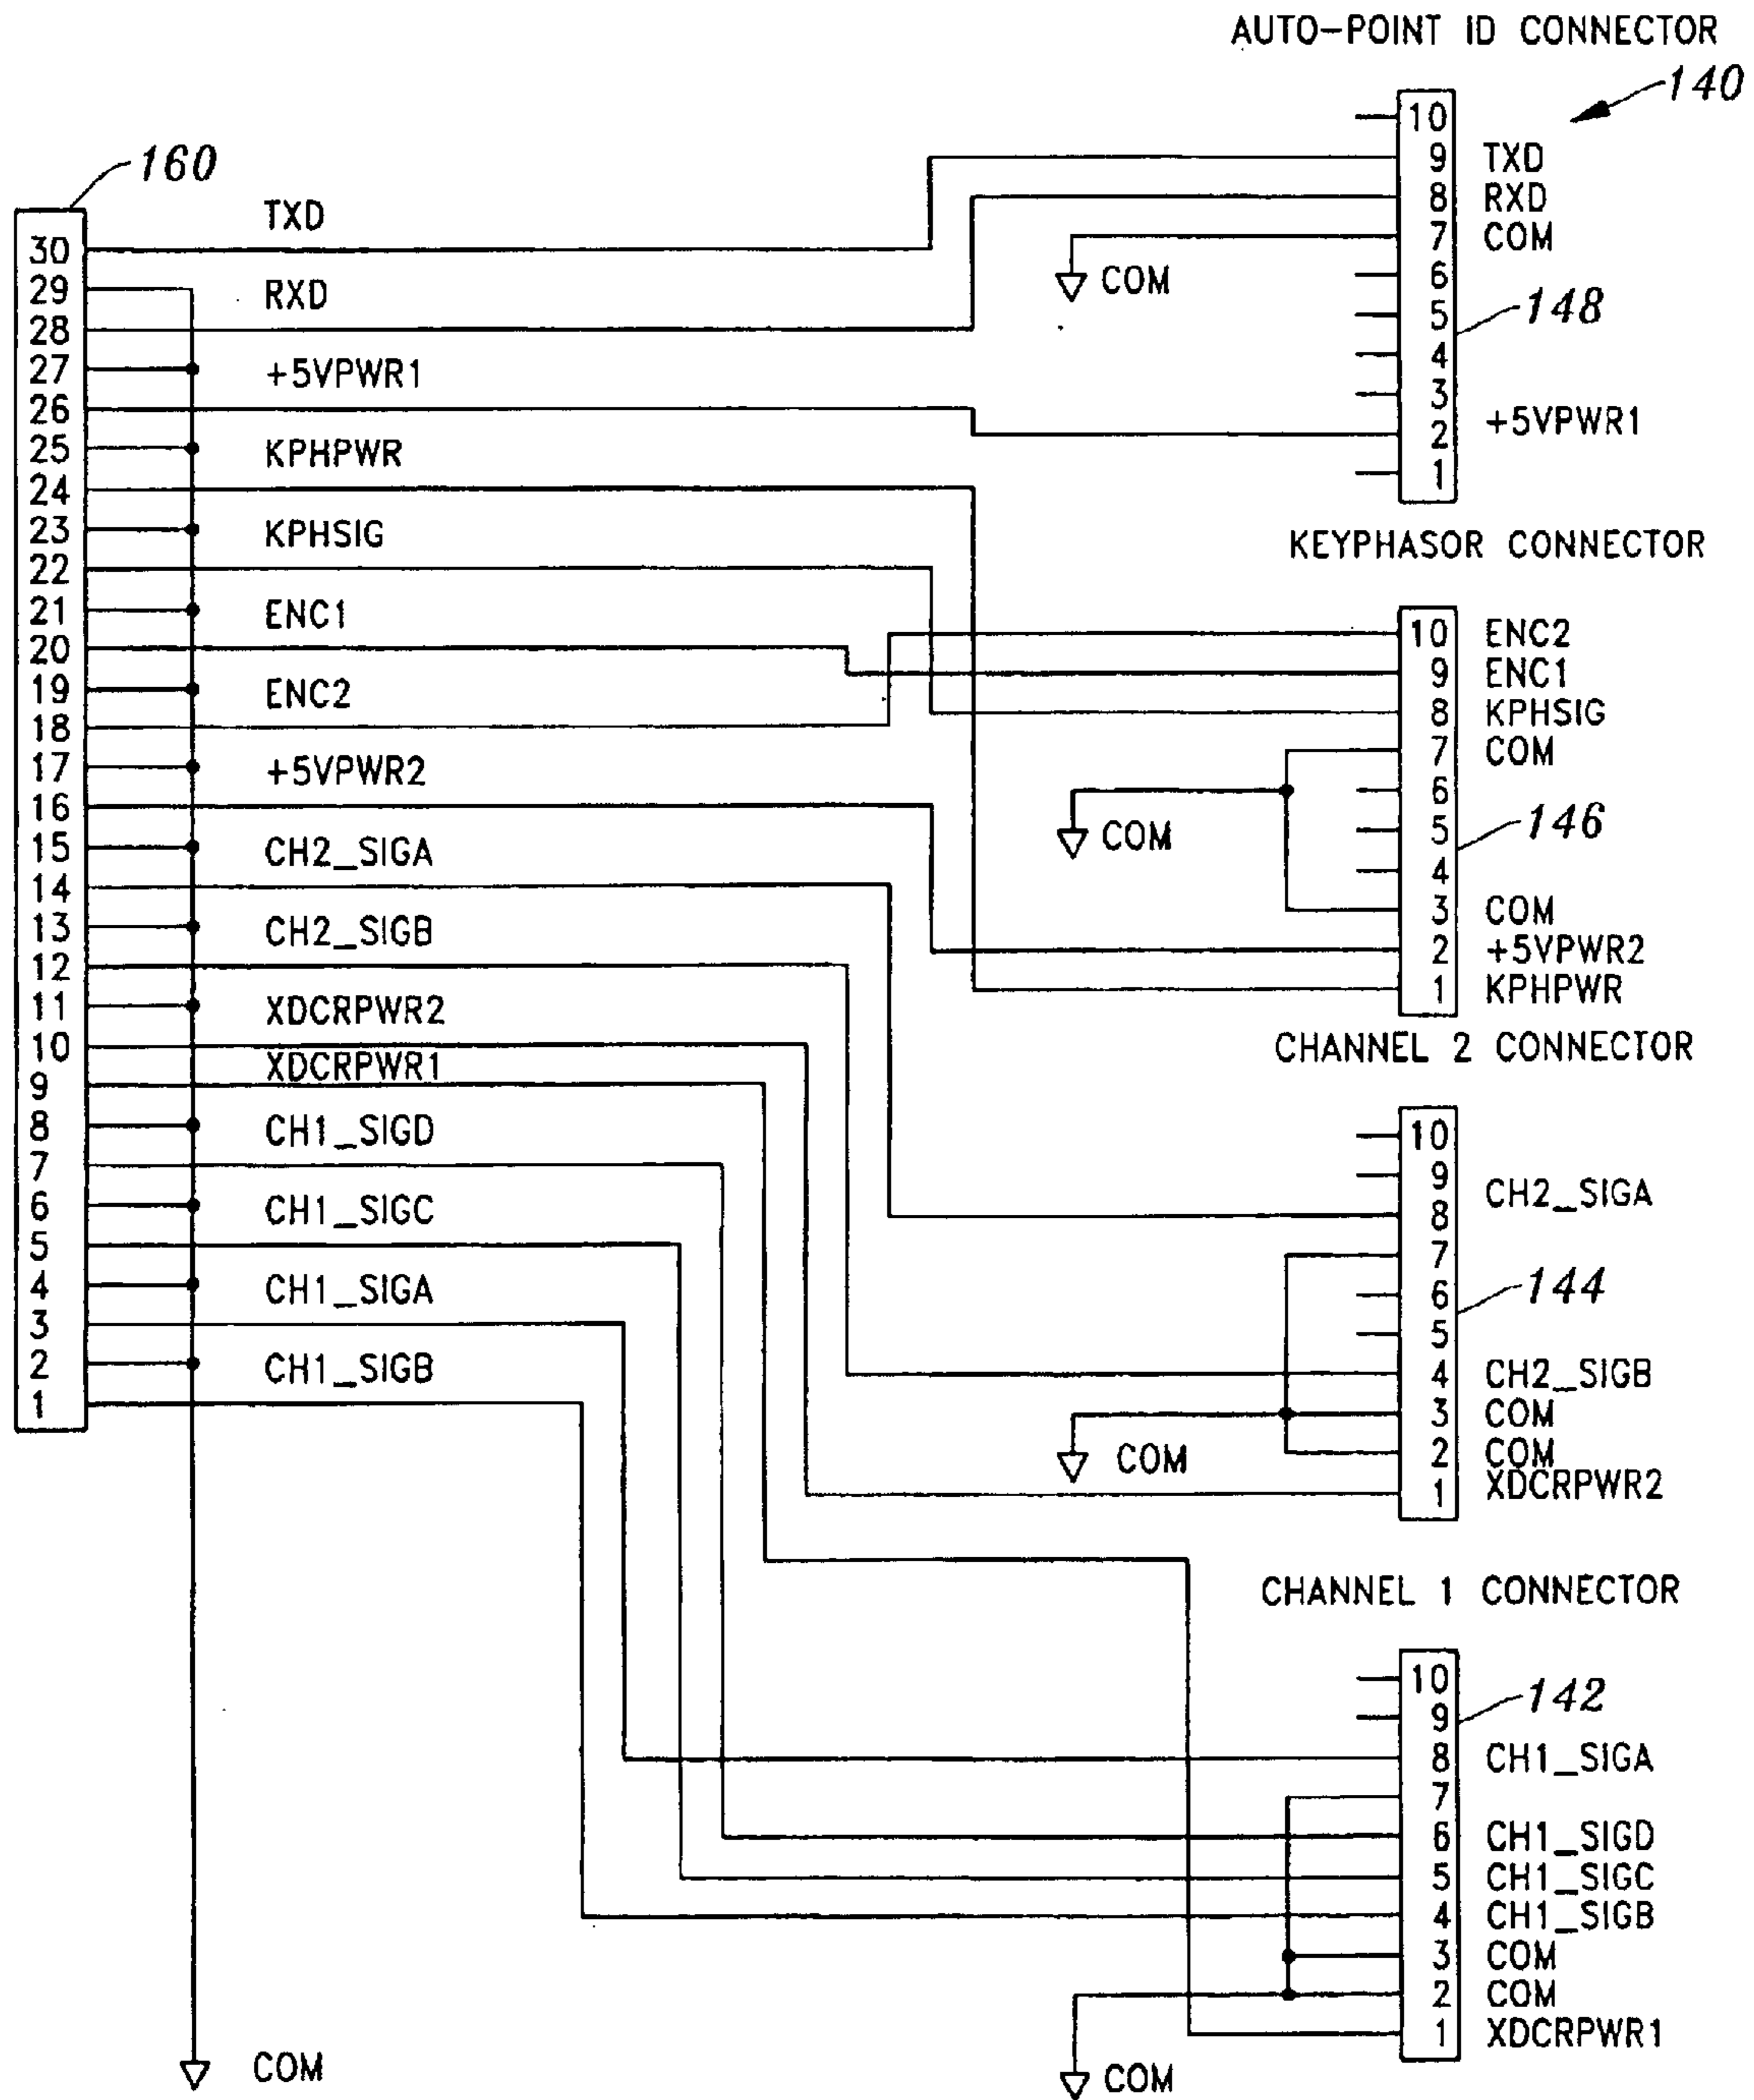 AUTO-POINT ID CONNECTOR
140
10
9 TXD
8 RXD
7 COM
6
5
4
3
2 +5VPWR1
1
COM
148
160
30 TXD
29
28 RXD
27
26 +5VPWR1
25
24 KPHPWR
23
22 KPHSIG
21
20 ENC1
19
18 ENC2
17
16 +5VPWR2
15
14 CH2_SIGA
13
12 CH2_SIGB
11
10 XDCRPWR2
9 XDCRPWR1
8
7 CH1_SIGD
6
5 CH1_SIGC
4
3 CH1_SIGA
2
1 CH1_SIGB
COM
KEYPHASOR CONNECTOR
10 ENC2
9 ENC1
8 KPHSIG
7 COM
6
5
4
3 COM
2 +5VPWR2
1 KPHPWR
COM
146
CHANNEL 2 CONNECTOR
10
9
8 CH2_SIGA
7
6
5
4 CH2_SIGB
3 COM
2 COM
1 XDCRPWR2
COM
144
CHANNEL 1 CONNECTOR
10
9
8 CH1_SIGA
7
6 CH1_SIGD
5 CH1_SIGC
4 CH1_SIGB
3 COM
2 COM
1 XDCRPWR1
COM
142